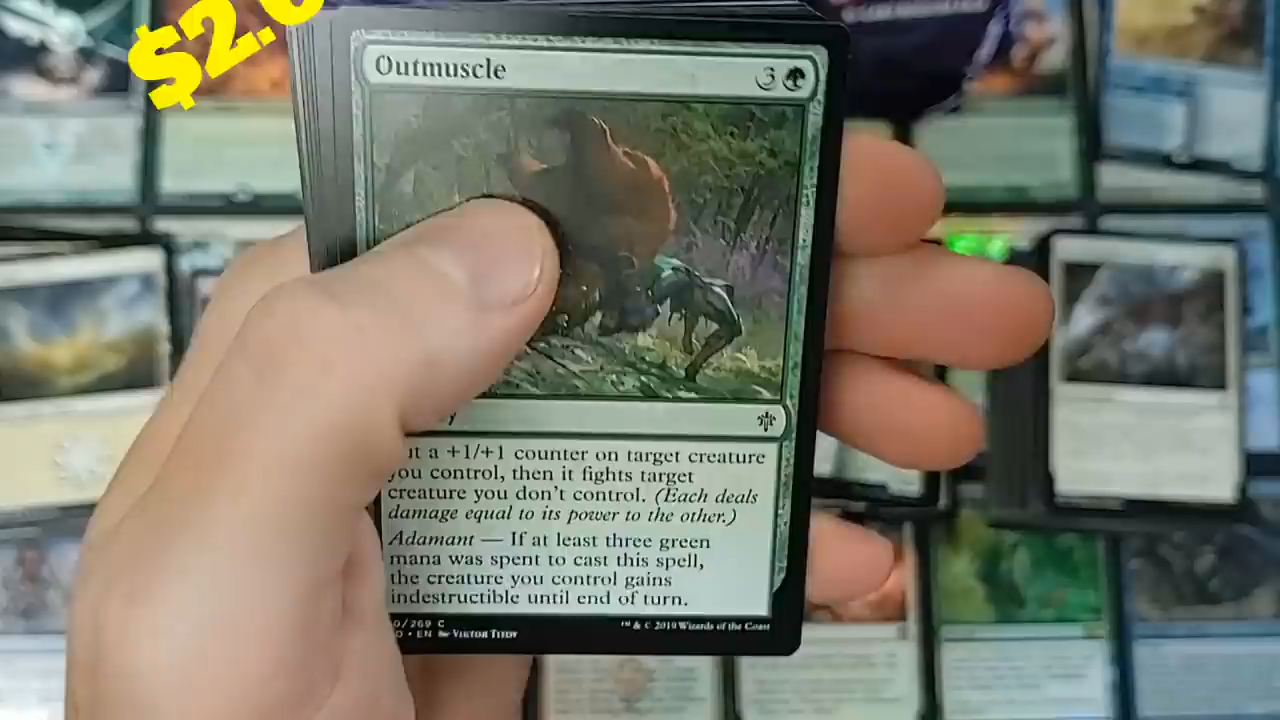 $2.
Outmuscle 3
ut a +1/+1 counter on target creature
you control, then it fights target
creature you don't control. (Each deals
damage equal to its power to the other.)
Adamant — If at least three green
mana was spent to cast this spell,
the creature you control gains
indestructible until end of turn.
0/269 C
• EN Viktor Titov
™ & © 2019 Wizards of the Coast